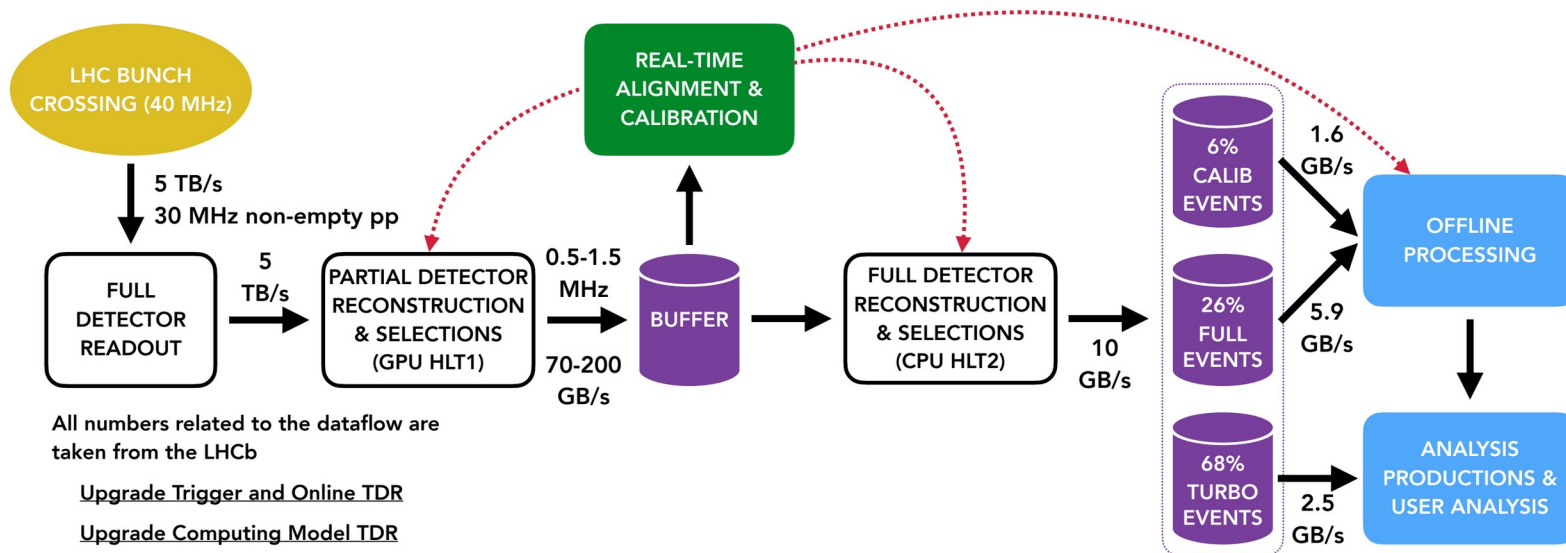 LHC BUNCH
CROSSING (40 MHz)
5 TB/s
30 MHz non-empty pp
FULL
DETECTOR
READOUT
5
TB/s
PARTIAL DETECTOR
RECONSTRUCTION
& SELECTIONS
(GPU HLT1)
0.5-1.5
MHz
70-200
GB/s
REAL-TIME
ALIGNMENT &
CALIBRATION
BUFFER
FULL DETECTOR
RECONSTRUCTION
& SELECTIONS
(CPU HLT2)
10
GB/s
6%
CALIB
EVENTS
1.6
GB/s
26%
FULL
EVENTS
5.9
GB/s
68%
TURBO
EVENTS
2.5
GB/s
OFFLINE
PROCESSING
ANALYSIS
PRODUCTIONS &
USER ANALYSIS
All numbers related to the dataflow are
taken from the LHCb
Upgrade Trigger and Online TDR
Upgrade Computing Model TDR